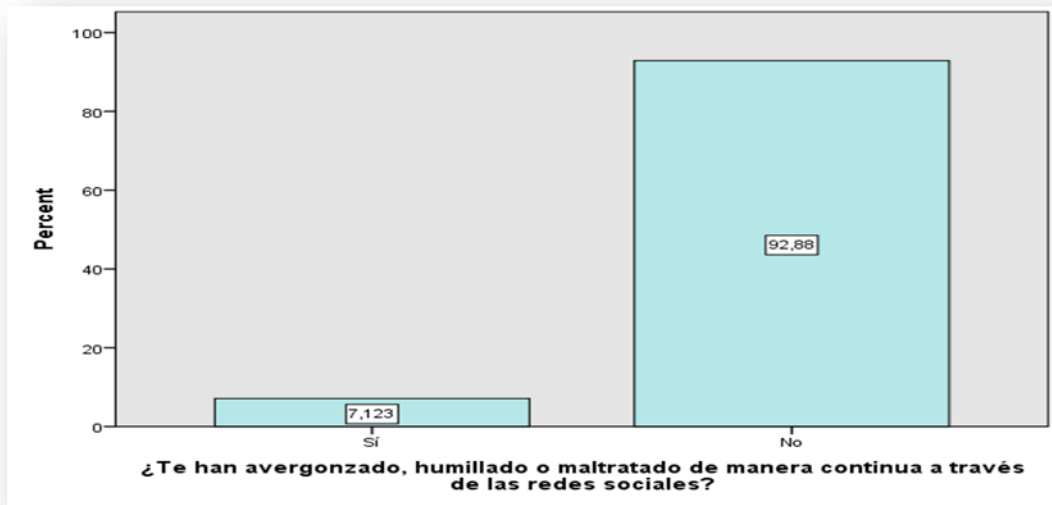 100
80
60
40
20
0
Percent
7,123
92,88
Sí
No
¿Te han avergonzado, humillado o maltratado de manera continua a través
de las redes sociales?